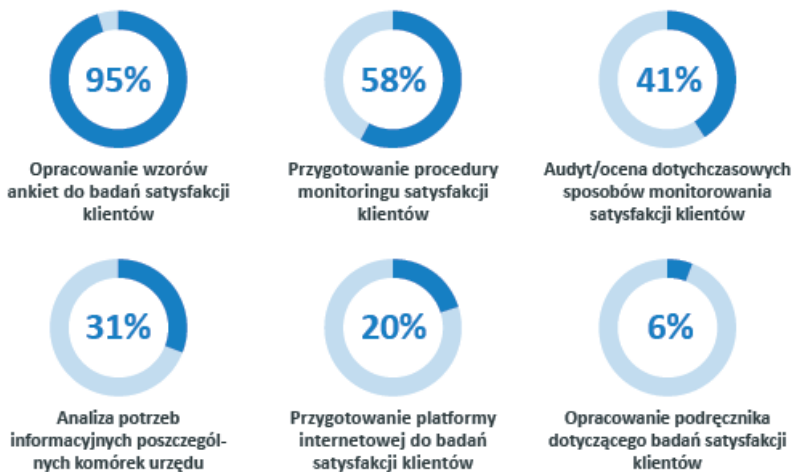 95%
Opracowanie wzorów
ankiet do badań satysfakcji
klientów
58%
Przygotowanie procedury
monitoringu satysfakcji
klientów
41%
Audyt/ocena dotychczasowych
sposobów monitorowania
satysfakcji klientów
31%
Analiza potrzeb
informacyjnych poszczegól-
nych komórek urzędu
20%
Przygotowanie platformy
internetowej do badań
satysfakcji klientów
6%
Opracowanie podręcznika
dotyczącego badań satysfakcji
klientów